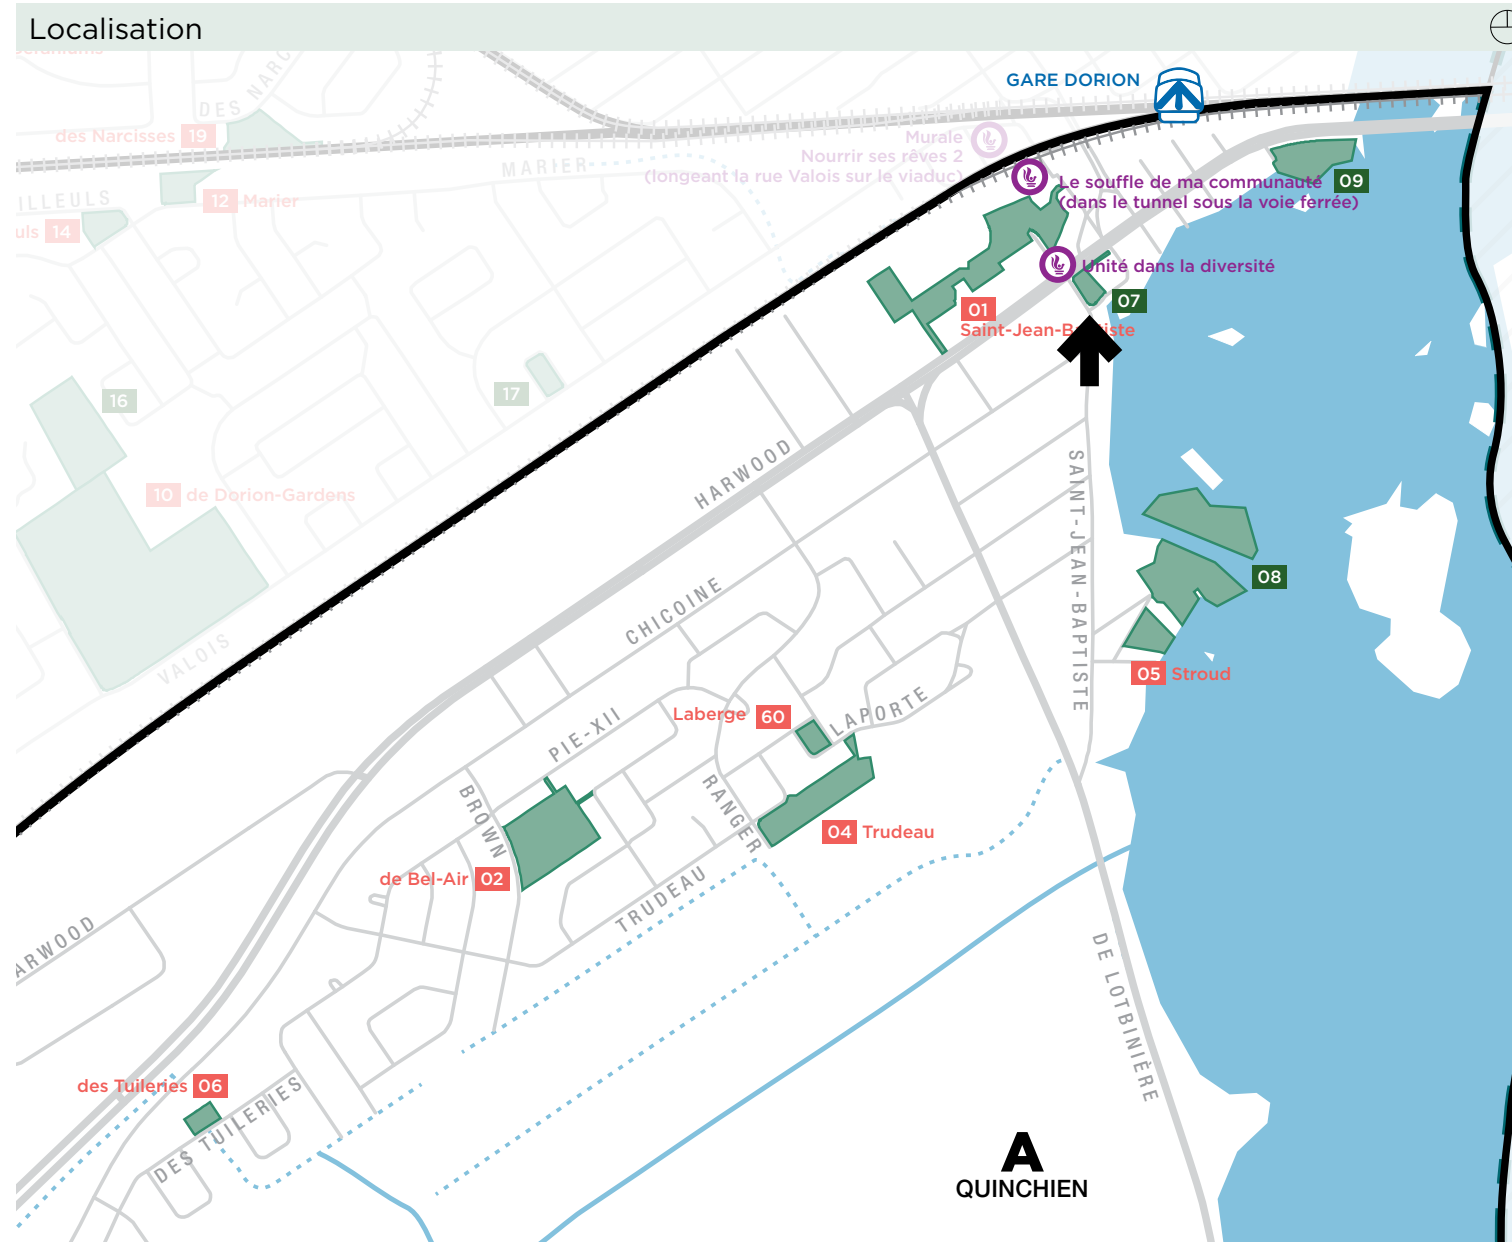 Localisation
GARE DORION
DES NARC
des Narcisses 19
MARIER
Murale
Nourrir ses rêves 2
(longeant la rue Valois sur le viaduc)
Le souffle de ma communauté
(dans le tunnel sous la voie ferrée)
09
ILLEULS
12 Marier
uls 14
Unité dans la diversité
07
01
Saint-Jean-Baptiste
17
16
10 de Dorion-Gardens
HARWOOD
SAINT-JEAN-BAPTISTE
08
CHICOINE
VALOIS
05 Stroud
Laberge 60
LAPORTE
PIE-XII
BROWN
RANGER
04 Trudeau
de Bel-Air 02
TRUDEAU
ARWOOD
DE LOTBINIÈRE
des Tuileries 06
DES TUILERIES
A
QUINCHIEN